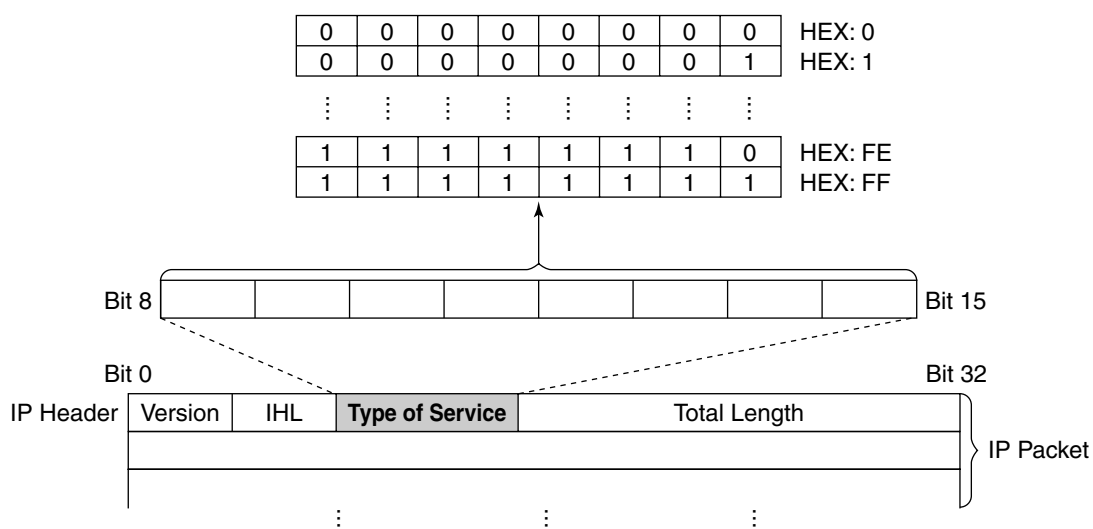 0 0 0 0 0 0 0 0 HEX: 0
0 0 0 0 0 0 0 1 HEX: 1
1 1 1 1 1 1 1 0 HEX: FE
1 1 1 1 1 1 1 1 HEX: FF
Bit 8 Bit 15
Bit 0 Bit 32
IP Header Version IHL Type of Service Total Length
IP Packet